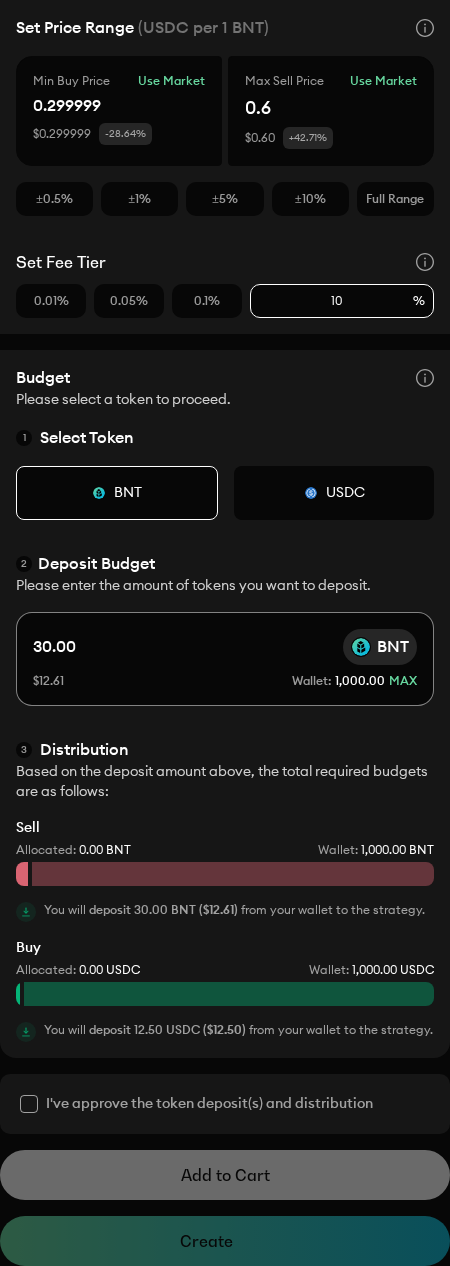 Set Price Range (USDC per 1 BNT)
Min Buy Price Use Market
0.299999
$0.299999 -28.64%
Max Sell Price Use Market
0.6
$0.60 +42.71%
±0.5% ±1% ±5% ±10% Full Range
Set Fee Tier
0.01% 0.05% 0.1% 10 %
Budget
Please select a token to proceed.
1 Select Token
BNT USDC
2 Deposit Budget
Please enter the amount of tokens you want to deposit.
30.00 BNT
$12.61 Wallet: 1,000.00 MAX
3 Distribution
Based on the deposit amount above, the total required budgets
are as follows:
Sell
Allocated: 0.00 BNT Wallet: 1,000.00 BNT
You will deposit 30.00 BNT ($12.61) from your wallet to the strategy.
Buy
Allocated: 0.00 USDC Wallet: 1,000.00 USDC
You will deposit 12.50 USDC ($12.50) from your wallet to the strategy.
I've approve the token deposit(s) and distribution
Add to Cart
Create